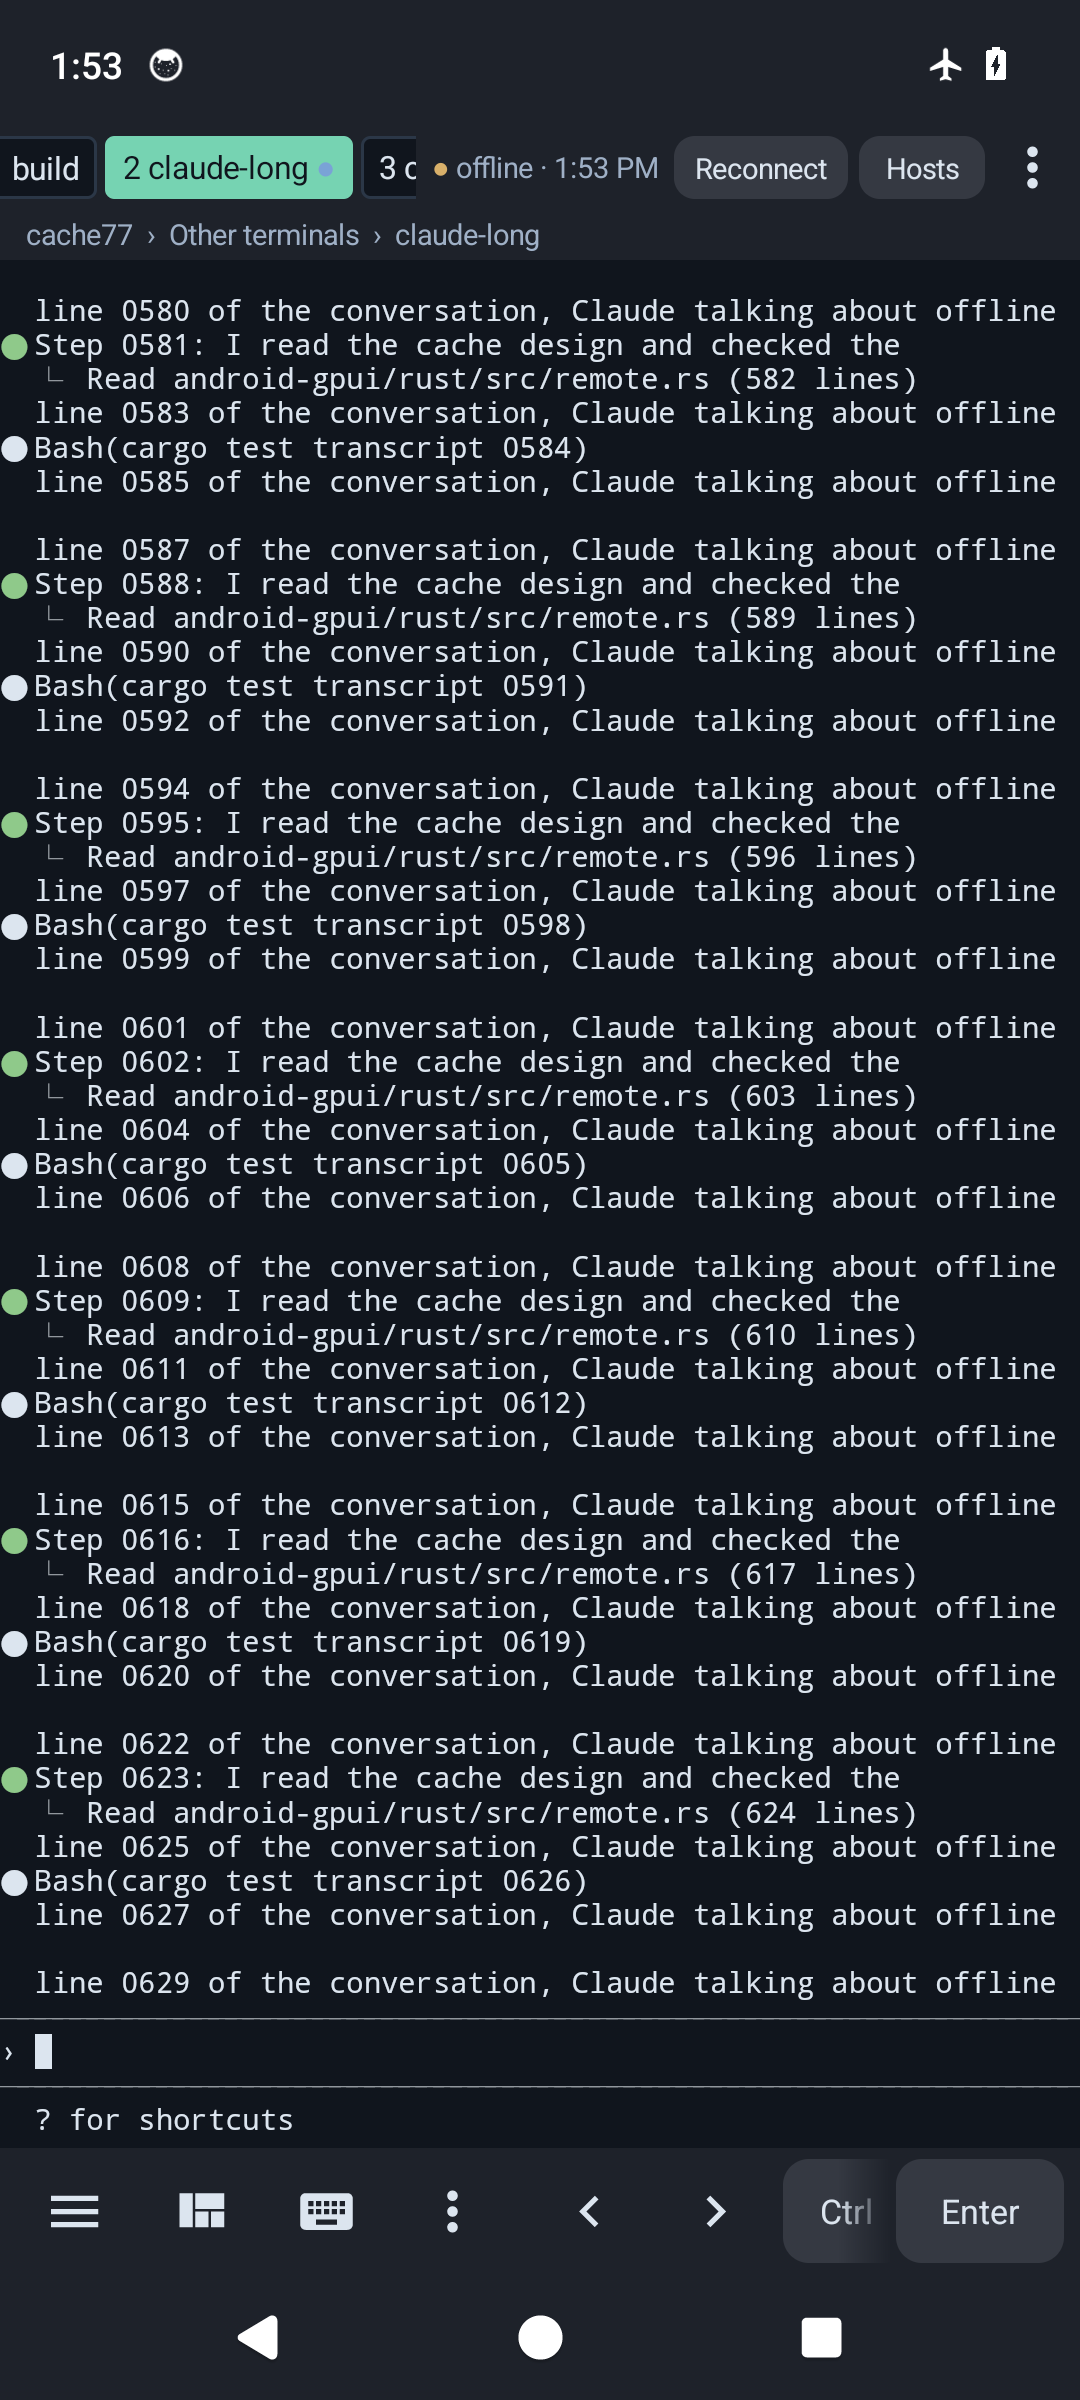 1:53
build
2 claude-long
3 c
offline · 1:53 PM
Reconnect
Hosts
cache77 › Other terminals › claude-long
line 0580 of the conversation, Claude talking about offline
Step 0581: I read the cache design and checked the
└ Read android-gpui/rust/src/remote.rs (582 lines)
line 0583 of the conversation, Claude talking about offline
Bash(cargo test transcript 0584)
line 0585 of the conversation, Claude talking about offline
line 0587 of the conversation, Claude talking about offline
Step 0588: I read the cache design and checked the
└ Read android-gpui/rust/src/remote.rs (589 lines)
line 0590 of the conversation, Claude talking about offline
Bash(cargo test transcript 0591)
line 0592 of the conversation, Claude talking about offline
line 0594 of the conversation, Claude talking about offline
Step 0595: I read the cache design and checked the
└ Read android-gpui/rust/src/remote.rs (596 lines)
line 0597 of the conversation, Claude talking about offline
Bash(cargo test transcript 0598)
line 0599 of the conversation, Claude talking about offline
line 0601 of the conversation, Claude talking about offline
Step 0602: I read the cache design and checked the
└ Read android-gpui/rust/src/remote.rs (603 lines)
line 0604 of the conversation, Claude talking about offline
Bash(cargo test transcript 0605)
line 0606 of the conversation, Claude talking about offline
line 0608 of the conversation, Claude talking about offline
Step 0609: I read the cache design and checked the
└ Read android-gpui/rust/src/remote.rs (610 lines)
line 0611 of the conversation, Claude talking about offline
Bash(cargo test transcript 0612)
line 0613 of the conversation, Claude talking about offline
line 0615 of the conversation, Claude talking about offline
Step 0616: I read the cache design and checked the
└ Read android-gpui/rust/src/remote.rs (617 lines)
line 0618 of the conversation, Claude talking about offline
Bash(cargo test transcript 0619)
line 0620 of the conversation, Claude talking about offline
line 0622 of the conversation, Claude talking about offline
Step 0623: I read the cache design and checked the
└ Read android-gpui/rust/src/remote.rs (624 lines)
line 0625 of the conversation, Claude talking about offline
Bash(cargo test transcript 0626)
line 0627 of the conversation, Claude talking about offline
line 0629 of the conversation, Claude talking about offline
›
? for shortcuts
Ctrl
Enter